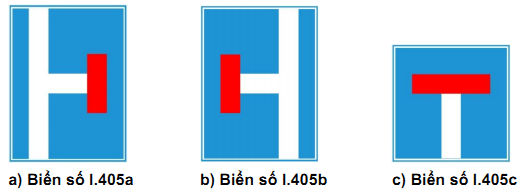 a) Biển số I.405a
b) Biển số I.405b
c) Biển số I.405c